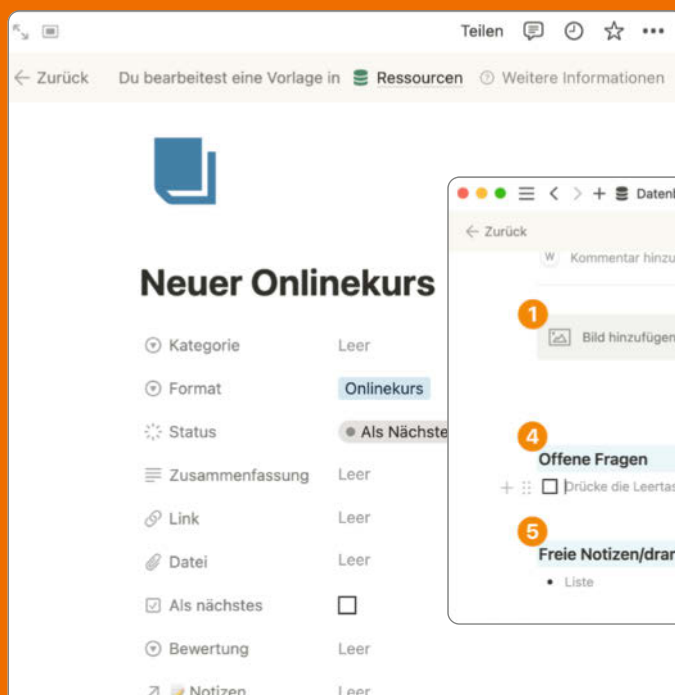 Teilen
← Zurück Du bearbeitest eine Vorlage in Ressourcen Weitere Informationen
Neuer Onlinekurs
Kategorie Leer
Format Onlinekurs
Status Als Nächste
Zusammenfassung Leer
Link Leer
Datei Leer
Als nächstes
Bewertung Leer
Notizen Leer
Datenb
← Zurück
W Kommentar hinzu
1
Bild hinzufügen
4
Offene Fragen
Drücke die Leertas
5
Freie Notizen/dran
• Liste